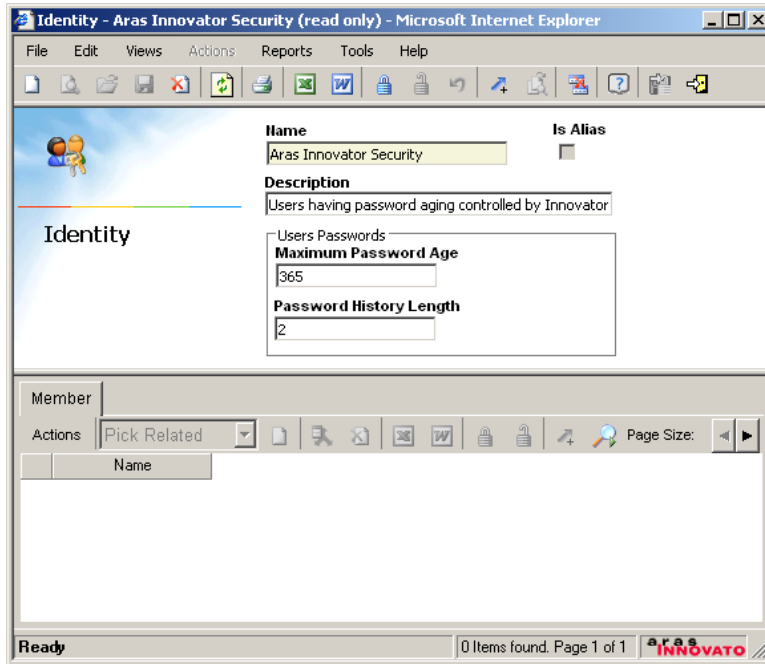 Identity - Aras Innovator Security (read only) - Microsoft Internet Explorer
File Edit Views Actions Reports Tools Help
Name
Is Alias
Aras Innovator Security
Description
Users having password aging controlled by Innovator
Identity
Users Passwords
Maximum Password Age
365
Password History Length
2
Member
Actions Pick Related Page Size:
Name
Ready
0 Items found. Page 1 of 1
aras
INNOVATO